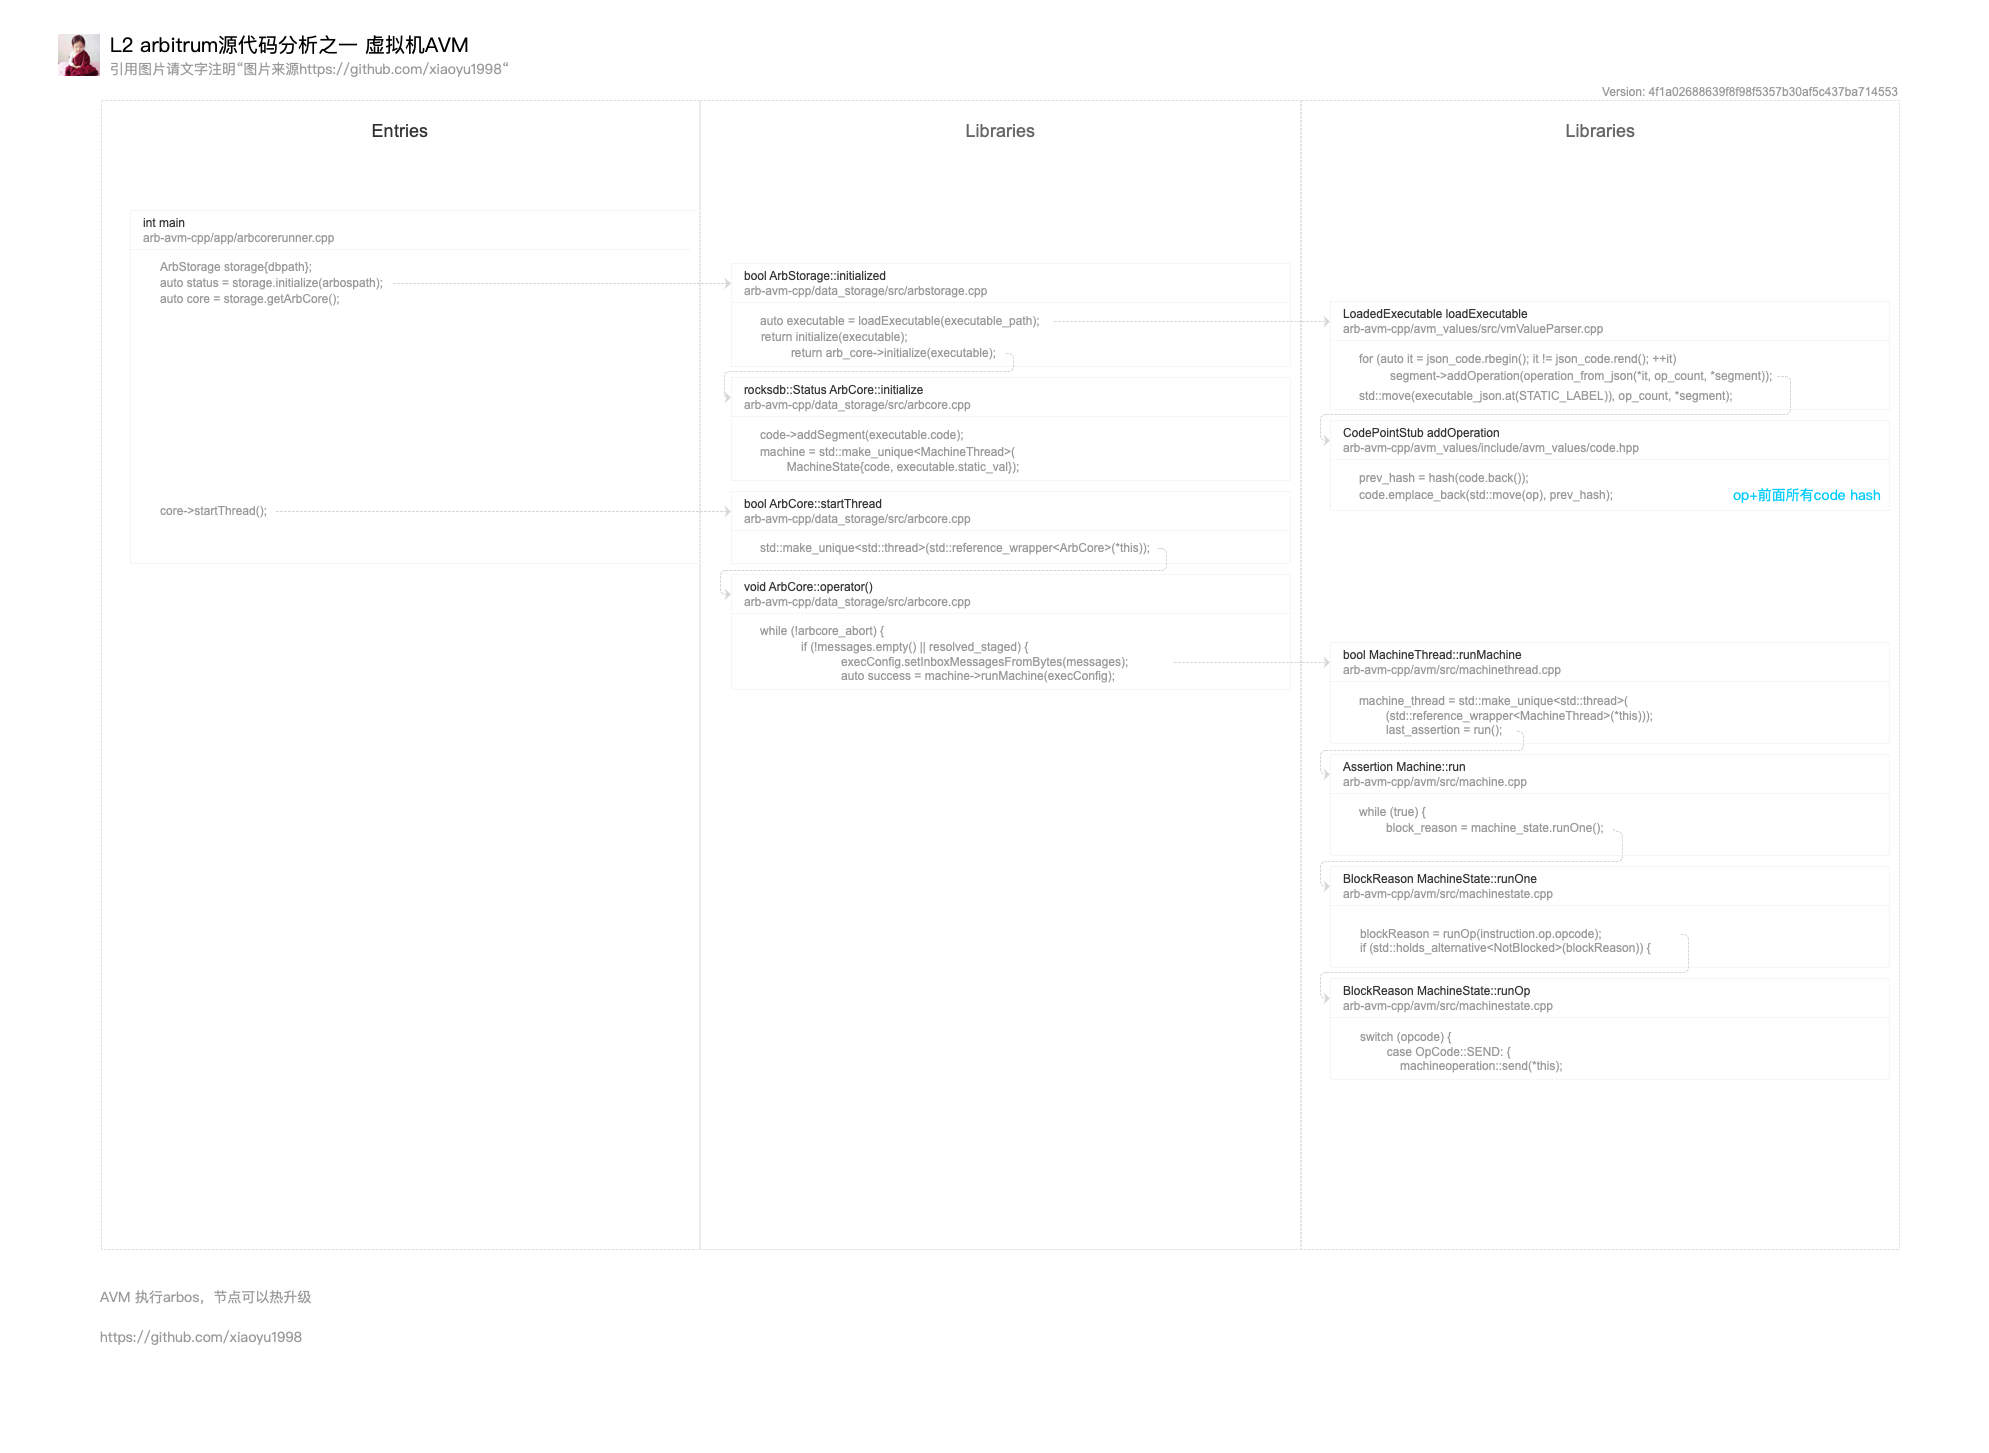 L2 arbitrum源代码分析之一 虚拟机AVM
引用图片请文字注明“图片来源https://github.com/xiaoyu1998“
Version: 4f1a02688639f8f98f5357b30af5c437ba714553
Entries
int main
arb-avm-cpp/app/arbcorerunner.cpp
ArbStorage storage{dbpath};
auto status = storage.initialize(arbospath);
auto core = storage.getArbCore();
core->startThread();
Libraries
bool ArbStorage::initialized
arb-avm-cpp/data_storage/src/arbstorage.cpp
auto executable = loadExecutable(executable_path);
return initialize(executable);
return arb_core->initialize(executable);
rocksdb::Status ArbCore::initialize
arb-avm-cpp/data_storage/src/arbcore.cpp
code->addSegment(executable.code);
machine = std::make_unique<MachineThread>(
MachineState{code, executable.static_val});
bool ArbCore::startThread
arb-avm-cpp/data_storage/src/arbcore.cpp
std::make_unique<std::thread>(std::reference_wrapper<ArbCore>(*this));
void ArbCore::operator()
arb-avm-cpp/data_storage/src/arbcore.cpp
while (!arbcore_abort) {
if (!messages.empty() || resolved_staged) {
execConfig.setInboxMessagesFromBytes(messages);
auto success = machine->runMachine(execConfig);
Libraries
LoadedExecutable loadExecutable
arb-avm-cpp/avm_values/src/vmValueParser.cpp
for (auto it = json_code.rbegin(); it != json_code.rend(); ++it)
segment->addOperation(operation_from_json(*it, op_count, *segment));
std::move(executable_json.at(STATIC_LABEL)), op_count, *segment);
CodePointStub addOperation
arb-avm-cpp/avm_values/include/avm_values/code.hpp
prev_hash = hash(code.back());
code.emplace_back(std::move(op), prev_hash);
op+前面所有code hash
bool MachineThread::runMachine
arb-avm-cpp/avm/src/machinethread.cpp
machine_thread = std::make_unique<std::thread>(
(std::reference_wrapper<MachineThread>(*this)));
last_assertion = run();
Assertion Machine::run
arb-avm-cpp/avm/src/machine.cpp
while (true) {
block_reason = machine_state.runOne();
BlockReason MachineState::runOne
arb-avm-cpp/avm/src/machinestate.cpp
blockReason = runOp(instruction.op.opcode);
if (std::holds_alternative<NotBlocked>(blockReason)) {
BlockReason MachineState::runOp
arb-avm-cpp/avm/src/machinestate.cpp
switch (opcode) {
case OpCode::SEND: {
machineoperation::send(*this);
AVM 执行arbos，节点可以热升级
https://github.com/xiaoyu1998